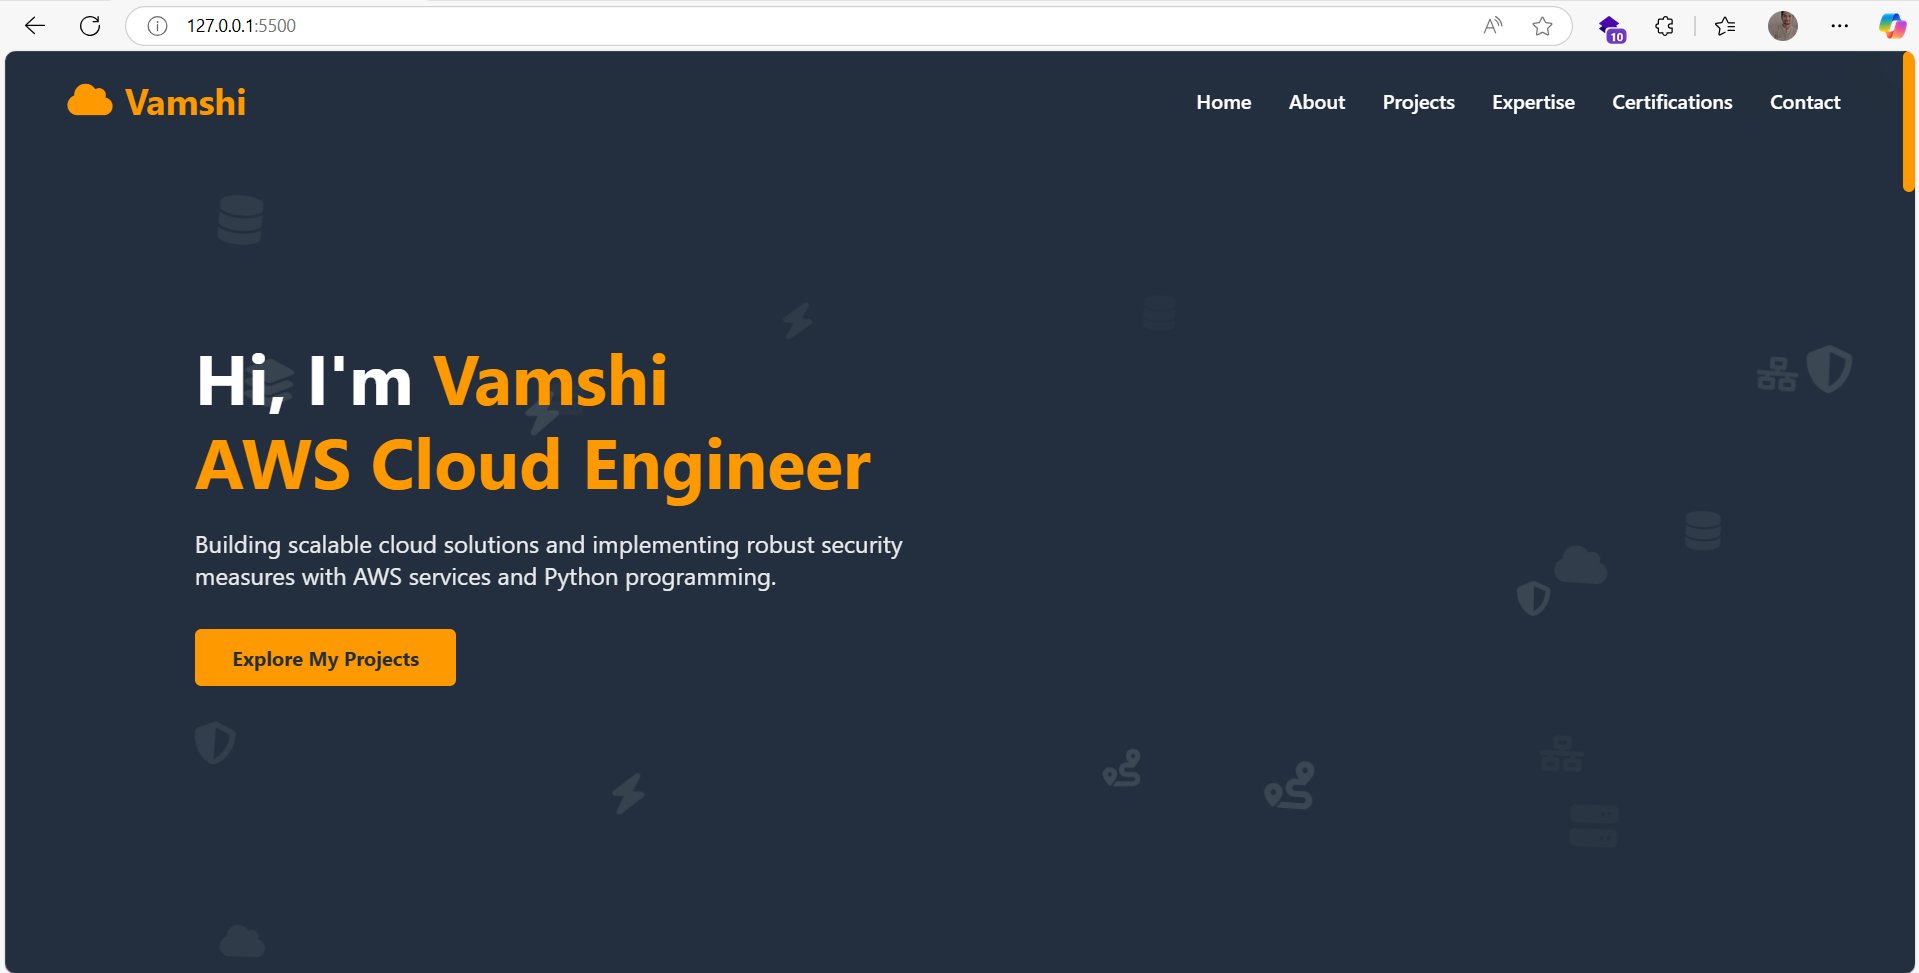 127.0.0.1:5500
10
Vamshi
Home About Projects Expertise Certifications Contact
Hi, I'm Vamshi
AWS Cloud Engineer
Building scalable cloud solutions and implementing robust security
measures with AWS services and Python programming.
Explore My Projects